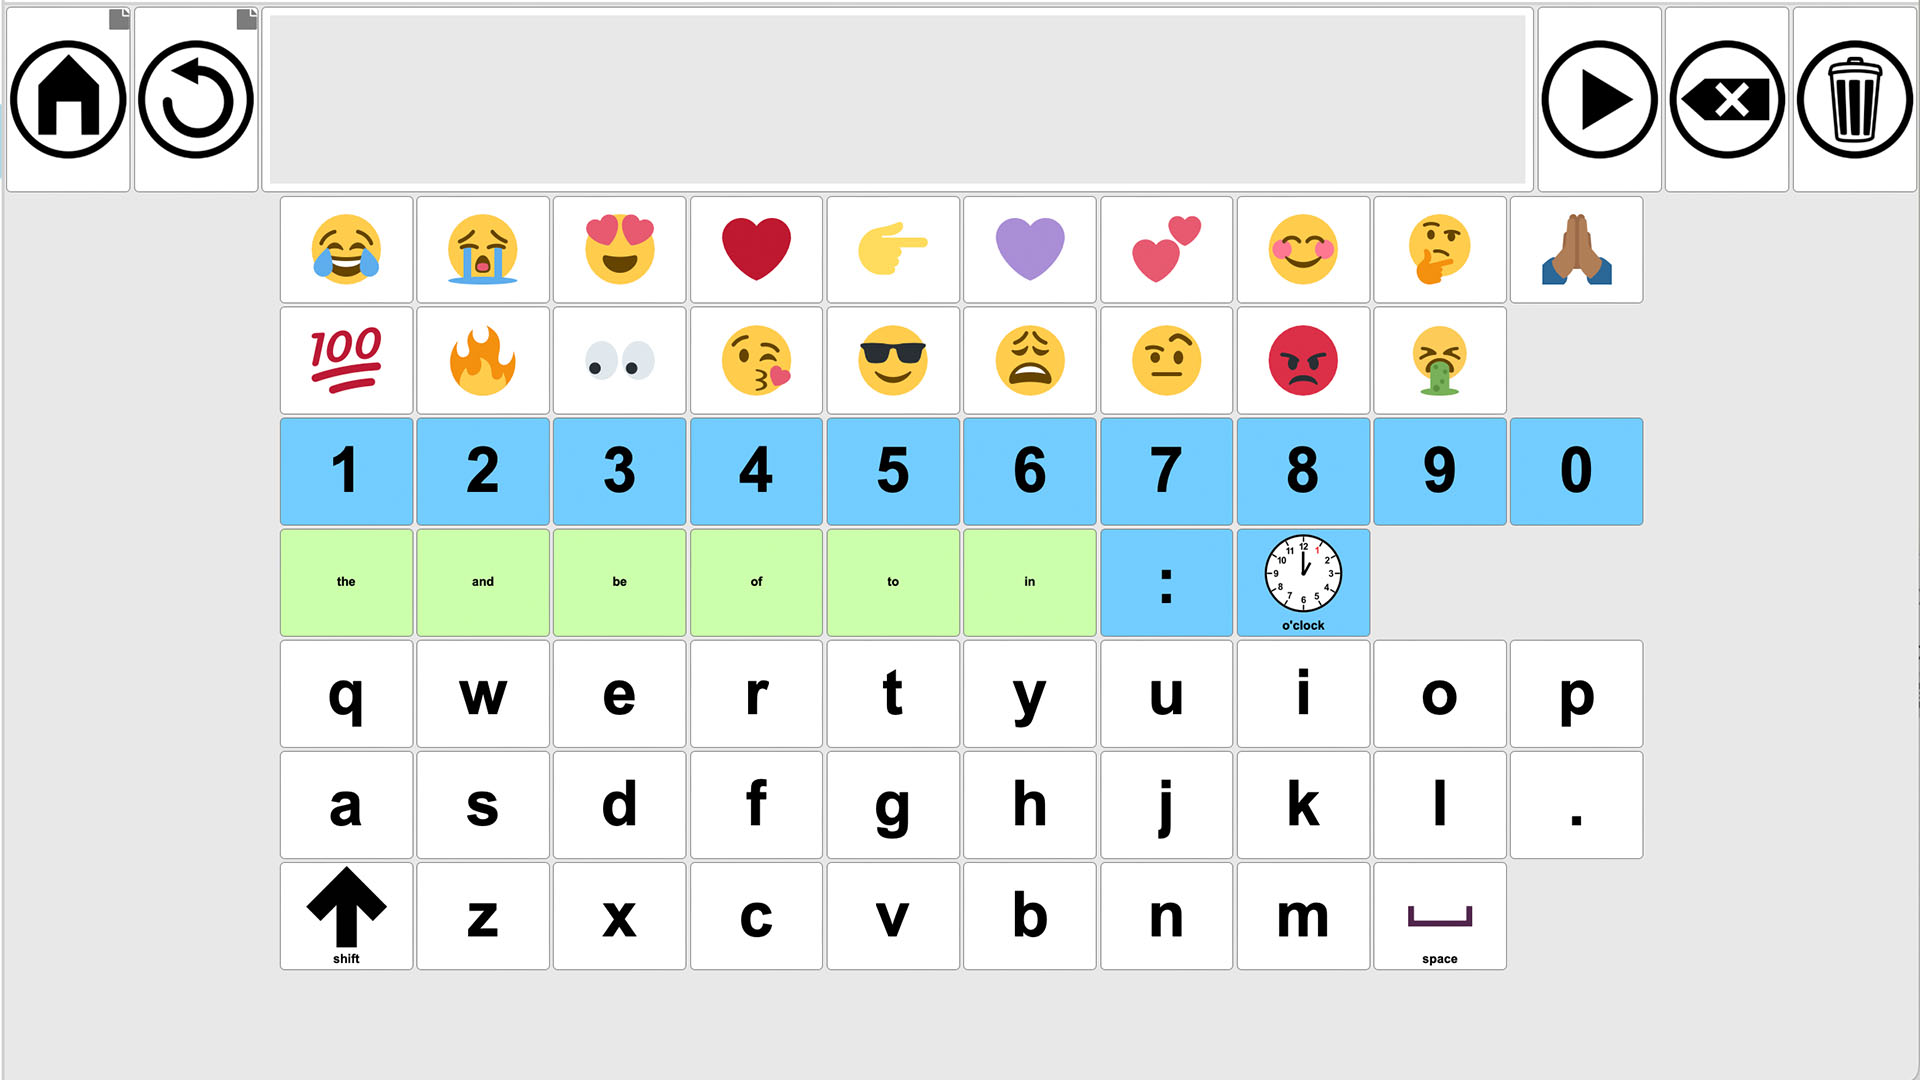 100
1 2 3 4 5 6 7 8 9 0
the and be of to in : 12 1 2 3 4 5 6 7 8 9 10 11
o'clock
q w e r t y u i o p
a s d f g h j k l .
z x c v b n m
shift space